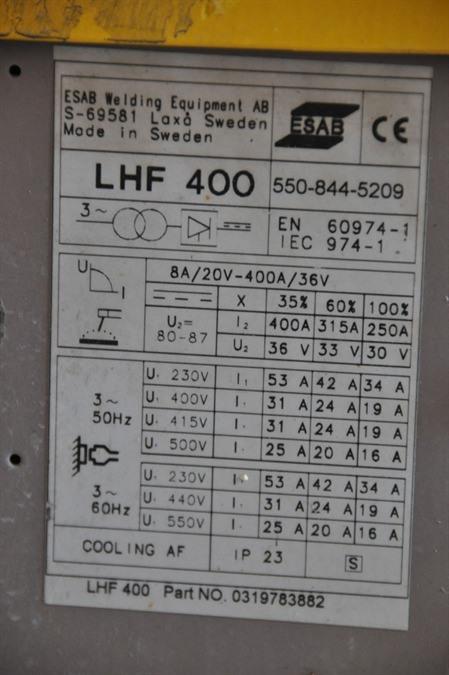 ESAB Welding Equipment AB
S-69581 Laxå Sweden
Made in Sweden
ESAB
CE
LHF 400
550-844-5209
3~
EN 60974-1
IEC 974-1
U
I
8A/20V-400A/36V
X 35% 60% 100%
U₂= 80-87
I₂ 400A 315A 250A
U₂ 36 V 33 V 30 V
3~ 50Hz
U₁ 230V I₁ 53 A 42 A 34 A
U₁ 400V I₁ 31 A 24 A 19 A
U₁ 415V I₁ 31 A 24 A 19 A
U₁ 500V I₁ 25 A 20 A 16 A
3~ 60Hz
U₁ 230V I₁ 53 A 42 A 34 A
U₁ 440V I₁ 31 A 24 A 19 A
U₁ 550V I₁ 25 A 20 A 16 A
COOLING AF IP 23 S
LHF 400 Part NO. 0319783882